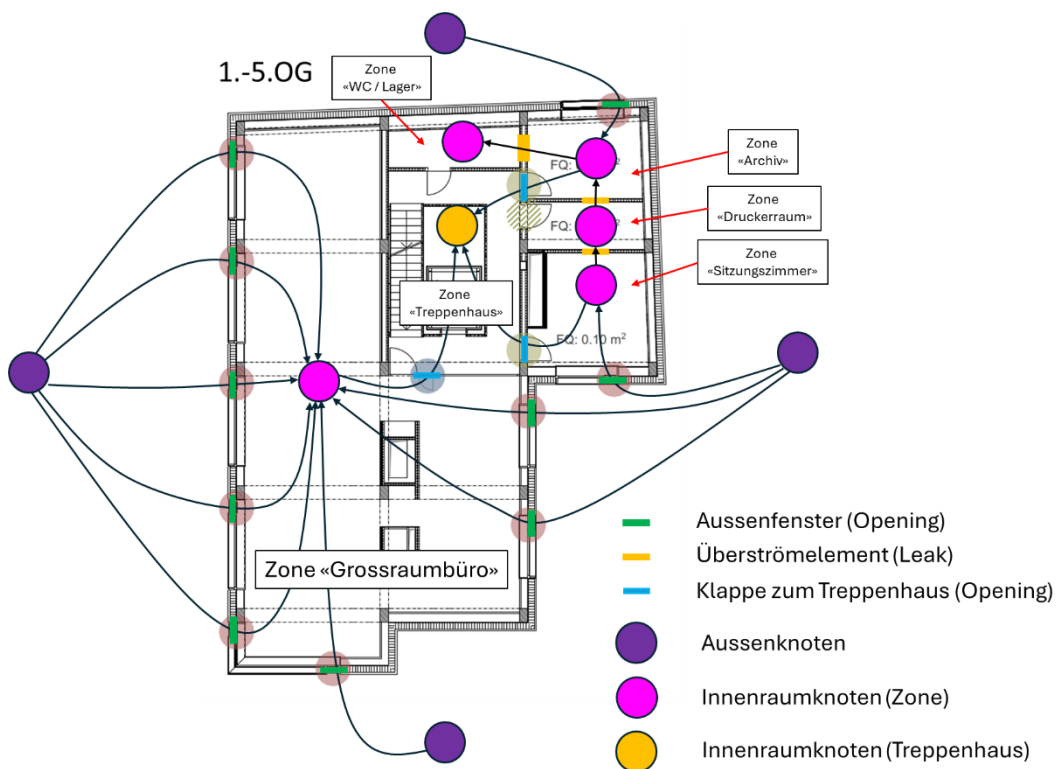 1.-5.OG
Zone
«WC / Lager»
FQ:
Zone
«Archiv»
FQ:
Zone
«Druckerraum»
Zone
«Sitzungszimmer»
Zone
«Treppenhaus»
FQ: 0.10 m²
Zone «Grossraumbüro»
Aussenfenster (Opening)
Überströmelement (Leak)
Klappe zum Treppenhaus (Opening)
Aussenknoten
Innenraumknoten (Zone)
Innenraumknoten (Treppenhaus)